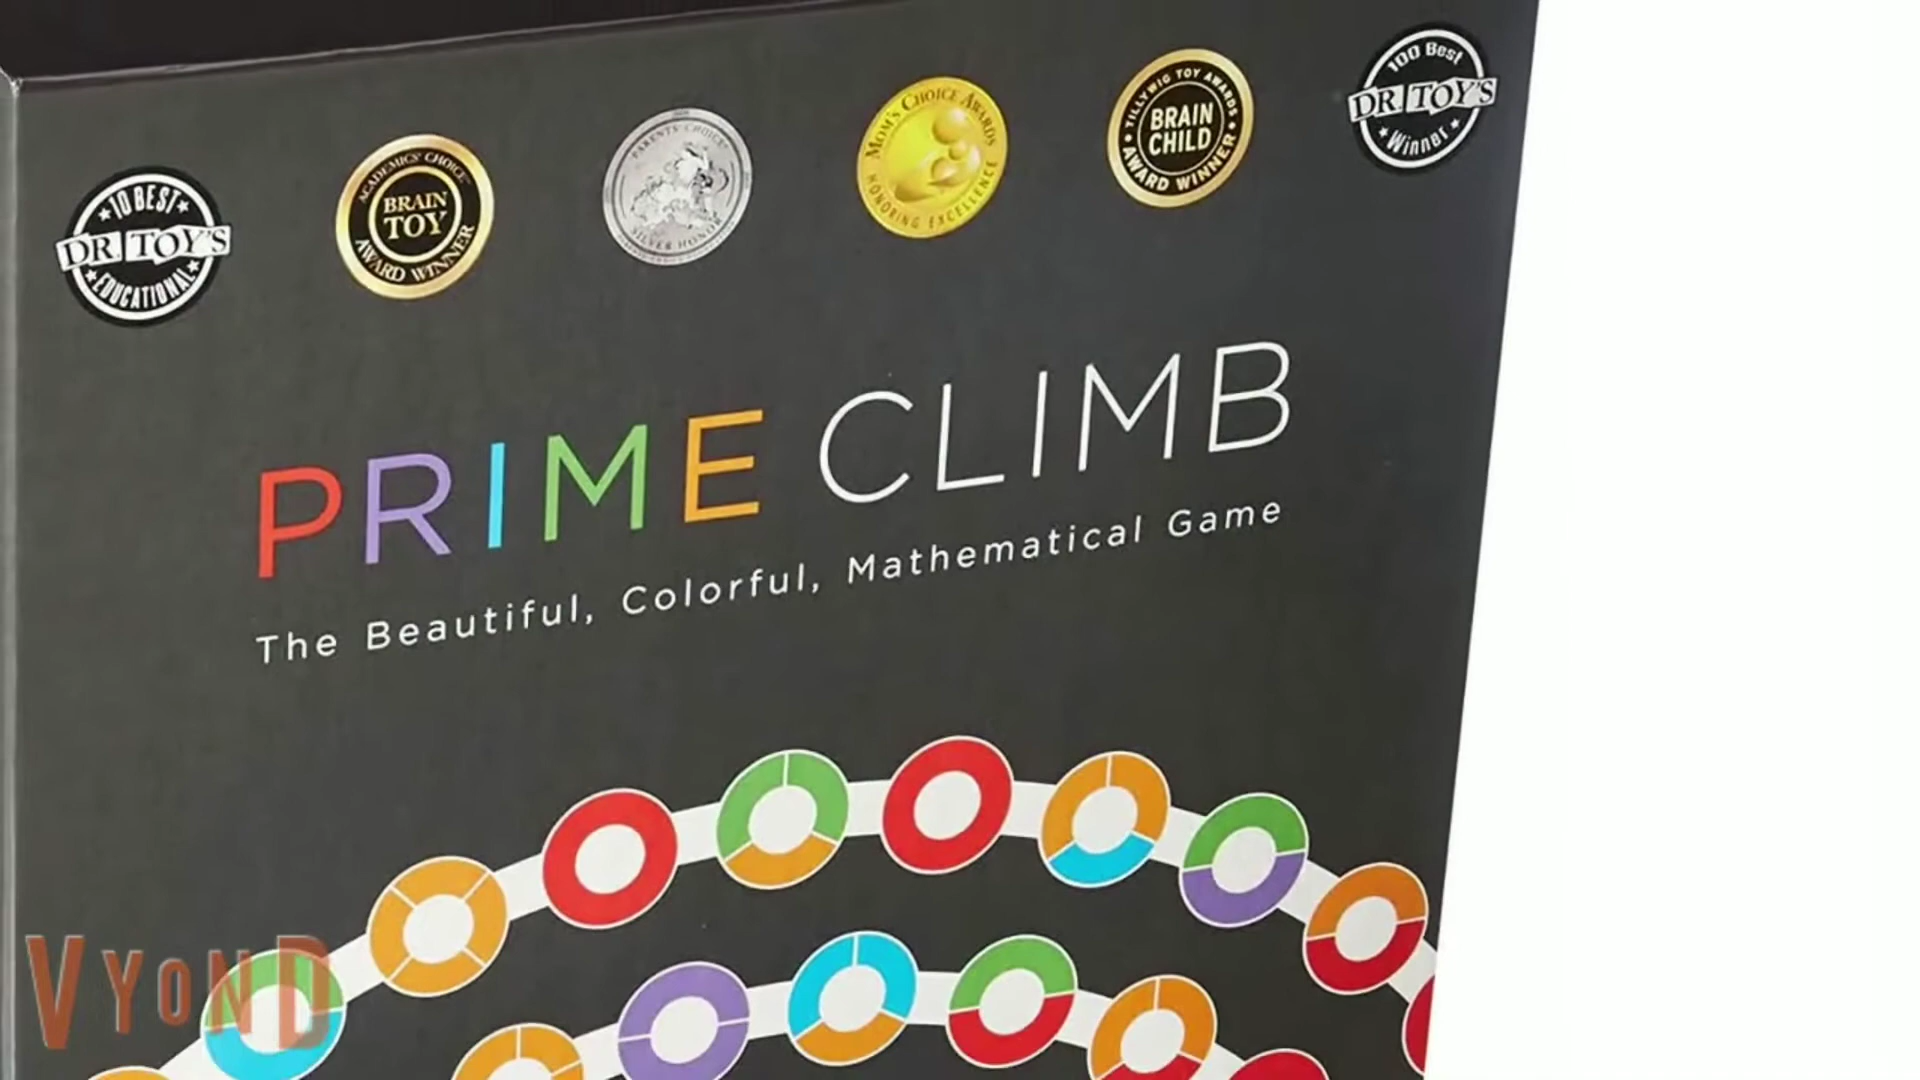 10 BEST
DR. TOY'S
EDUCATIONAL
ACADEMICS' CHOICE
BRAIN
TOY
AWARD WINNER
PARENTS' CHOICE
SILVER HONOR
MOM'S CHOICE AWARDS
HONORING EXCELLENCE
TILLYWIG TOY AWARDS
BRAIN
CHILD
AWARD WINNER
100 Best
DR. TOY'S
Winner
PRIME CLIMB
The Beautiful, Colorful, Mathematical Game
VYOND